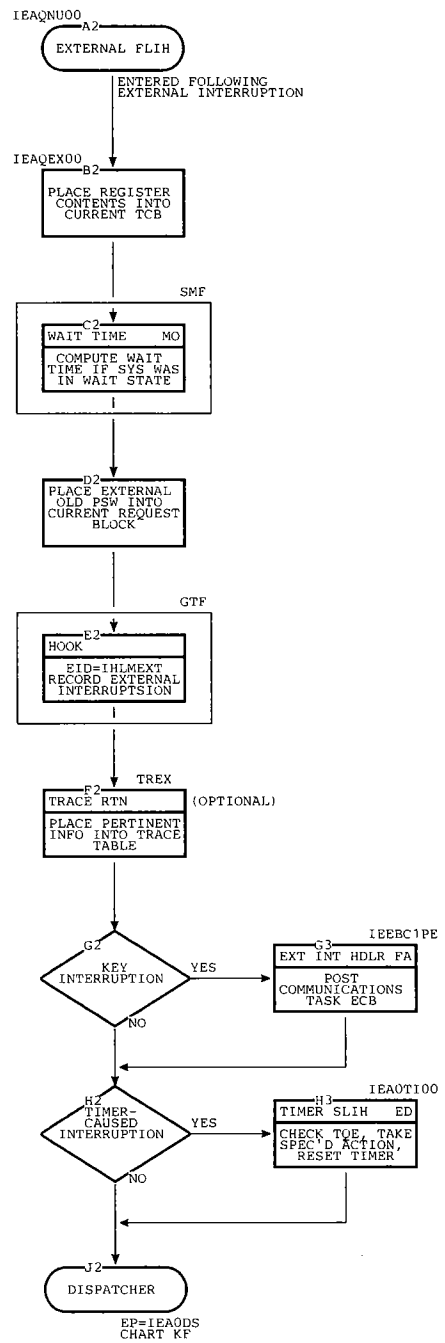 IEAQNU00
A2
EXTERNAL FLIH
ENTERED FOLLOWING
EXTERNAL INTERRUPTION
IEAQEX00
B2
PLACE REGISTER
CONTENTS INTO
CURRENT TCB
SMF
C2
WAIT TIME MO
COMPUTE WAIT
TIME IF SYS WAS
IN WAIT STATE
D2
PLACE EXTERNAL
OLD PSW INTO
CURRENT REQUEST
BLOCK
GTF
E2
HOOK
EID=IHLMEXT
RECORD EXTERNAL
INTERRUPTSION
TREX
F2
TRACE RTN
(OPTIONAL)
PLACE PERTINENT
INFO INTO TRACE
TABLE
G2
KEY
INTERRUPTION
YES
NO
IEEBC1PE
G3
EXT INT HDLR FA
POST
COMMUNICATIONS
TASK ECB
H2
TIMER-
CAUSED
INTERRUPTION
YES
NO
IEAOTI00
H3
TIMER SLIH ED
CHECK TQE, TAKE
SPEC'D ACTION,
RESET TIMER
J2
DISPATCHER
EP=IEA0DS
CHART KF